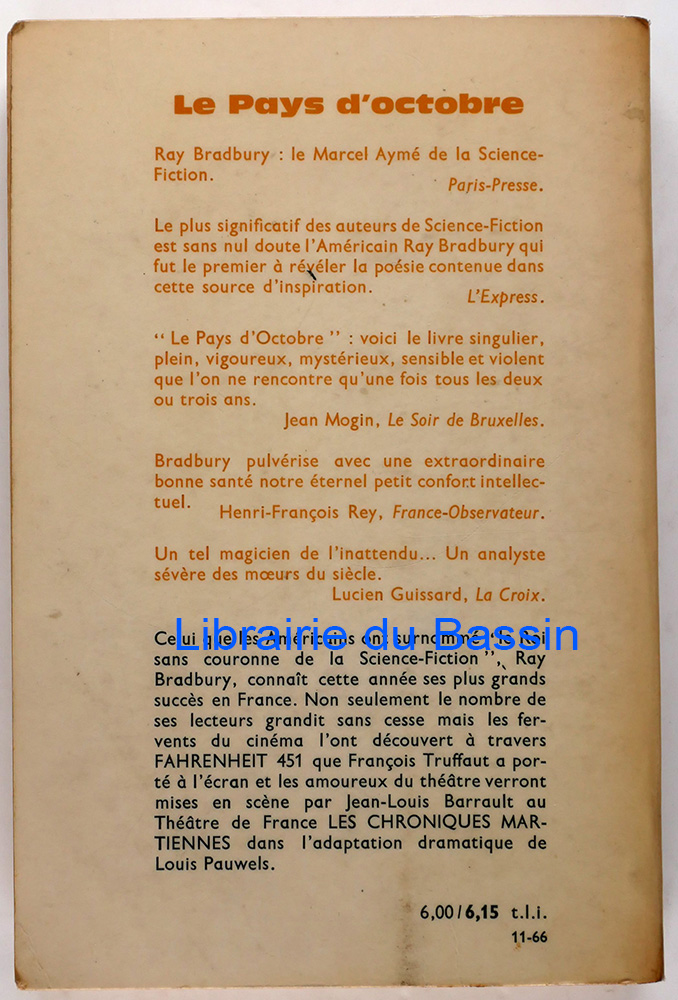 Le Pays d'octobre
Ray Bradbury : le Marcel Aymé de la Science-
Fiction.
Paris-Presse.
Le plus significatif des auteurs de Science-Fiction
est sans nul doute l'Américain Ray Bradbury qui
fut le premier à révéler la poésie contenue dans
cette source d'inspiration.
L'Express.
“ Le Pays d'Octobre ” : voici le livre singulier,
plein, vigoureux, mystérieux, sensible et violent
que l'on ne rencontre qu'une fois tous les deux
ou trois ans.
Jean Mogin, Le Soir de Bruxelles.
Bradbury pulvérise avec une extraordinaire
bonne santé notre éternel petit confort intellec-
tuel.
Henri-François Rey, France-Observateur.
Un tel magicien de l'inattendu... Un analyste
sévère des mœurs du siècle.
Lucien Guissard, La Croix.
Librairie du Bassin
Celui que les Américains ont surnommé “le Roi
sans couronne de la Science-Fiction ”, Ray
Bradbury, connaît cette année ses plus grands
succès en France. Non seulement le nombre de
ses lecteurs grandit sans cesse mais les fer-
vents du cinéma l'ont découvert à travers
FAHRENHEIT 451 que François Truffaut a por-
té à l'écran et les amoureux du théâtre verront
mises en scène par Jean-Louis Barrault au
Théâtre de France LES CHRONIQUES MAR-
TIENNES dans l'adaptation dramatique de
Louis Pauwels.
6,00/6,15 t.l.i.
11-66